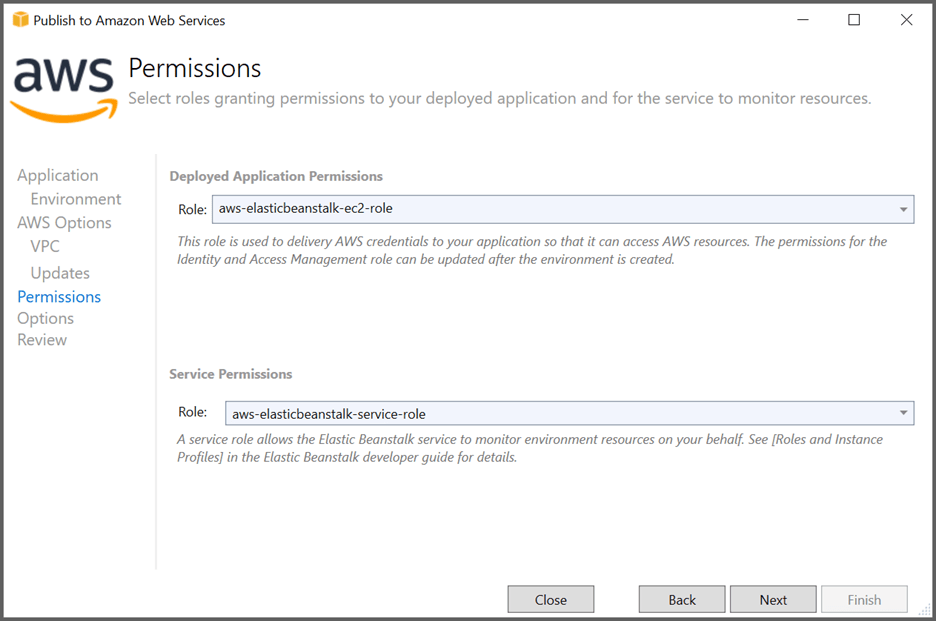 Publish to Amazon Web Services
aws
Permissions
Select roles granting permissions to your deployed application and for the service to monitor resources.
Application
Environment
AWS Options
VPC
Updates
Permissions
Options
Review
Deployed Application Permissions
Role: aws-elasticbeanstalk-ec2-role
This role is used to delivery AWS credentials to your application so that it can access AWS resources. The permissions for the
Identity and Access Management role can be updated after the environment is created.
Service Permissions
Role: aws-elasticbeanstalk-service-role
A service role allows the Elastic Beanstalk service to monitor environment resources on your behalf. See [Roles and Instance
Profiles] in the Elastic Beanstalk developer guide for details.
Close Back Next Finish